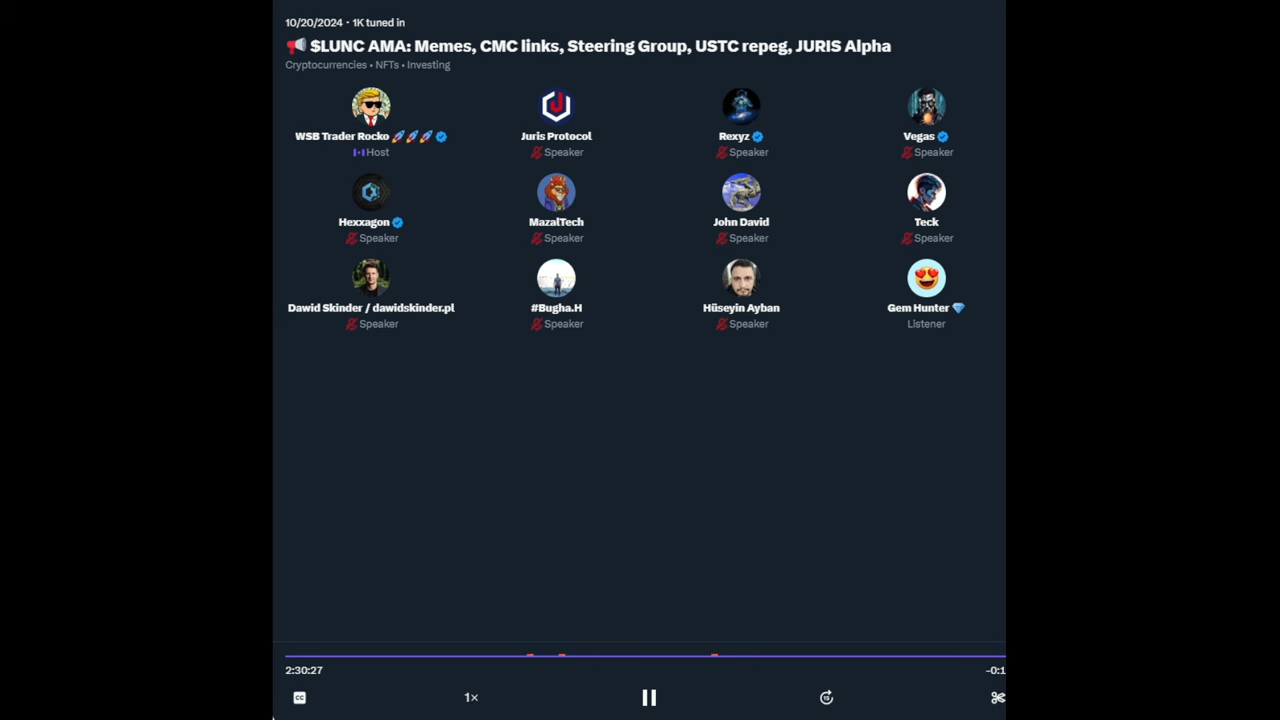 10/20/2024 · 1K tuned in
📢 $LUNC AMA: Memes, CMC links, Steering Group, USTC repeg, JURIS Alpha
Cryptocurrencies • NFTs • Investing
WSB Trader Rocko 🚀🚀🚀
Host
Juris Protocol
Speaker
Rexyz
Speaker
Vegas
Speaker
Hexxagon
Speaker
MazalTech
Speaker
John David
Speaker
Teck
Speaker
Dawid Skinder / dawidskinder.pl
Speaker
#Bugha.H
Speaker
Hüseyin Ayban
Speaker
Gem Hunter 💎
Listener
2:30:27
-0:1
CC
1×
15